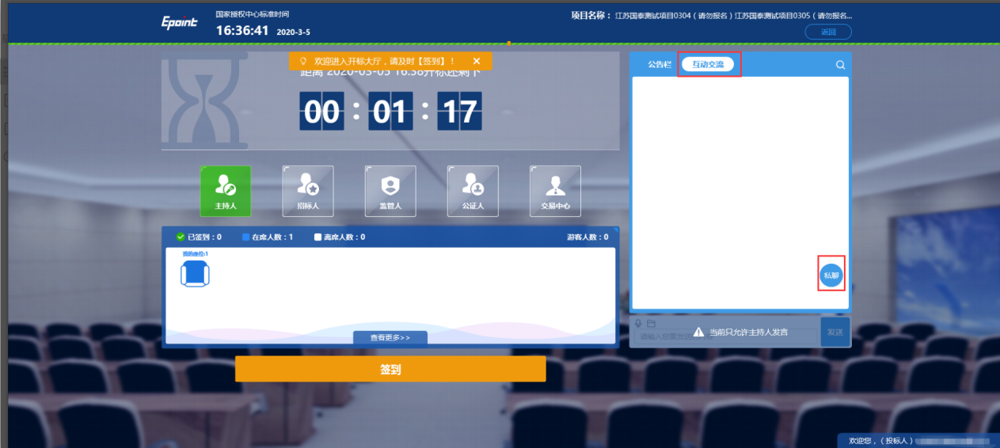 Epoint
国家授权中心标准时间
16:36:41 2020-3-5
项目名称：江苏国泰测试项目0304（请勿报名）江苏国泰测试项目0305（请勿报名...
返回
欢迎进入开标大厅，请及时【签到】！ ×
距离 2020-03-05 16:38开标还剩下
00 : 01 : 17
主持人
招标人
监管人
公证人
交易中心
已签到：0 在席人数：1 离席人数：0 游客人数：0
我的座位:1
查看更多>>
签到
公告栏 互动交流
私聊
当前只允许主持人发言
请输入您要发送
发送
欢迎您，（投标人）